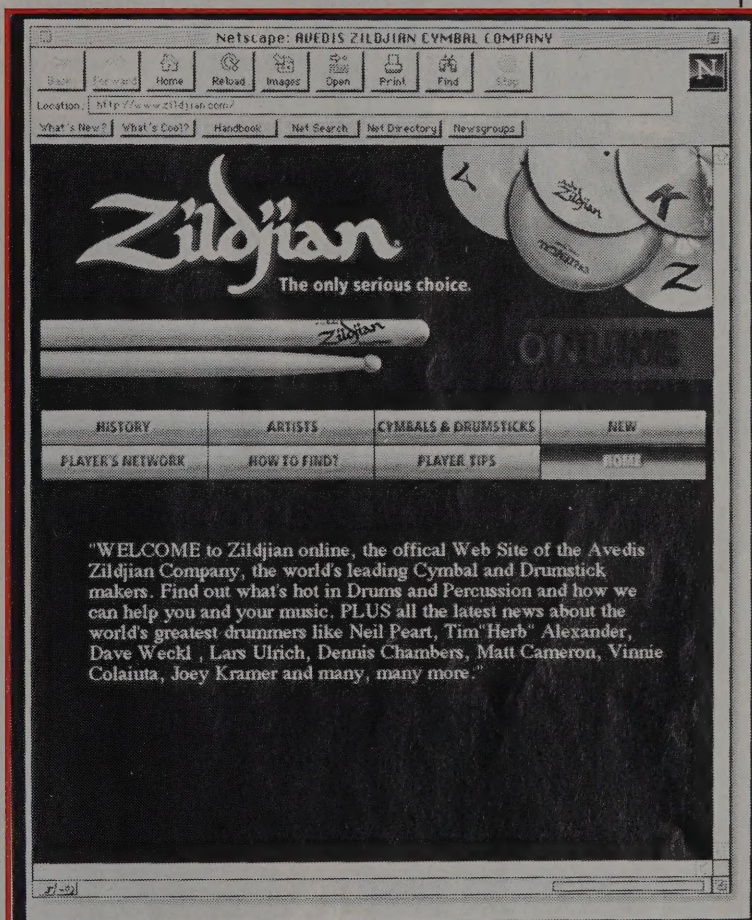 Netscape: AVEDIS ZILDJIAN CYMBAL COMPANY
Back Forward Home Reload Images Open Print Find Stop
N
Location: http://www.zildjian.com/
What's New? What's Cool? Handbook Net Search Net Directory Newsgroups
Zildjian
The only serious choice.
Zildjian
Z
K
Zildjian
ONLINE
HISTORY ARTISTS CYMBALS & DRUMSTICKS NEW
PLAYER'S NETWORK HOW TO FIND? PLAYER TIPS HOME
"WELCOME to Zildjian online, the offical Web Site of the Avedis
Zildjian Company, the world's leading Cymbal and Drumstick
makers. Find out what's hot in Drums and Percussion and how we
can help you and your music. PLUS all the latest news about the
world's greatest drummers like Neil Peart, Tim"Herb" Alexander,
Dave Weckl , Lars Ulrich, Dennis Chambers, Matt Cameron, Vinnie
Colaiuta, Joey Kramer and many, many more."